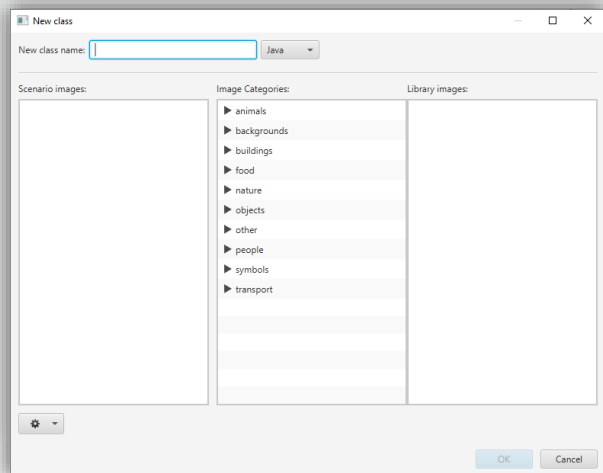 New class
New class name: Java
Scenario images: Image Categories: Library images:
animals
backgrounds
buildings
food
nature
objects
other
people
symbols
transport
OK Cancel